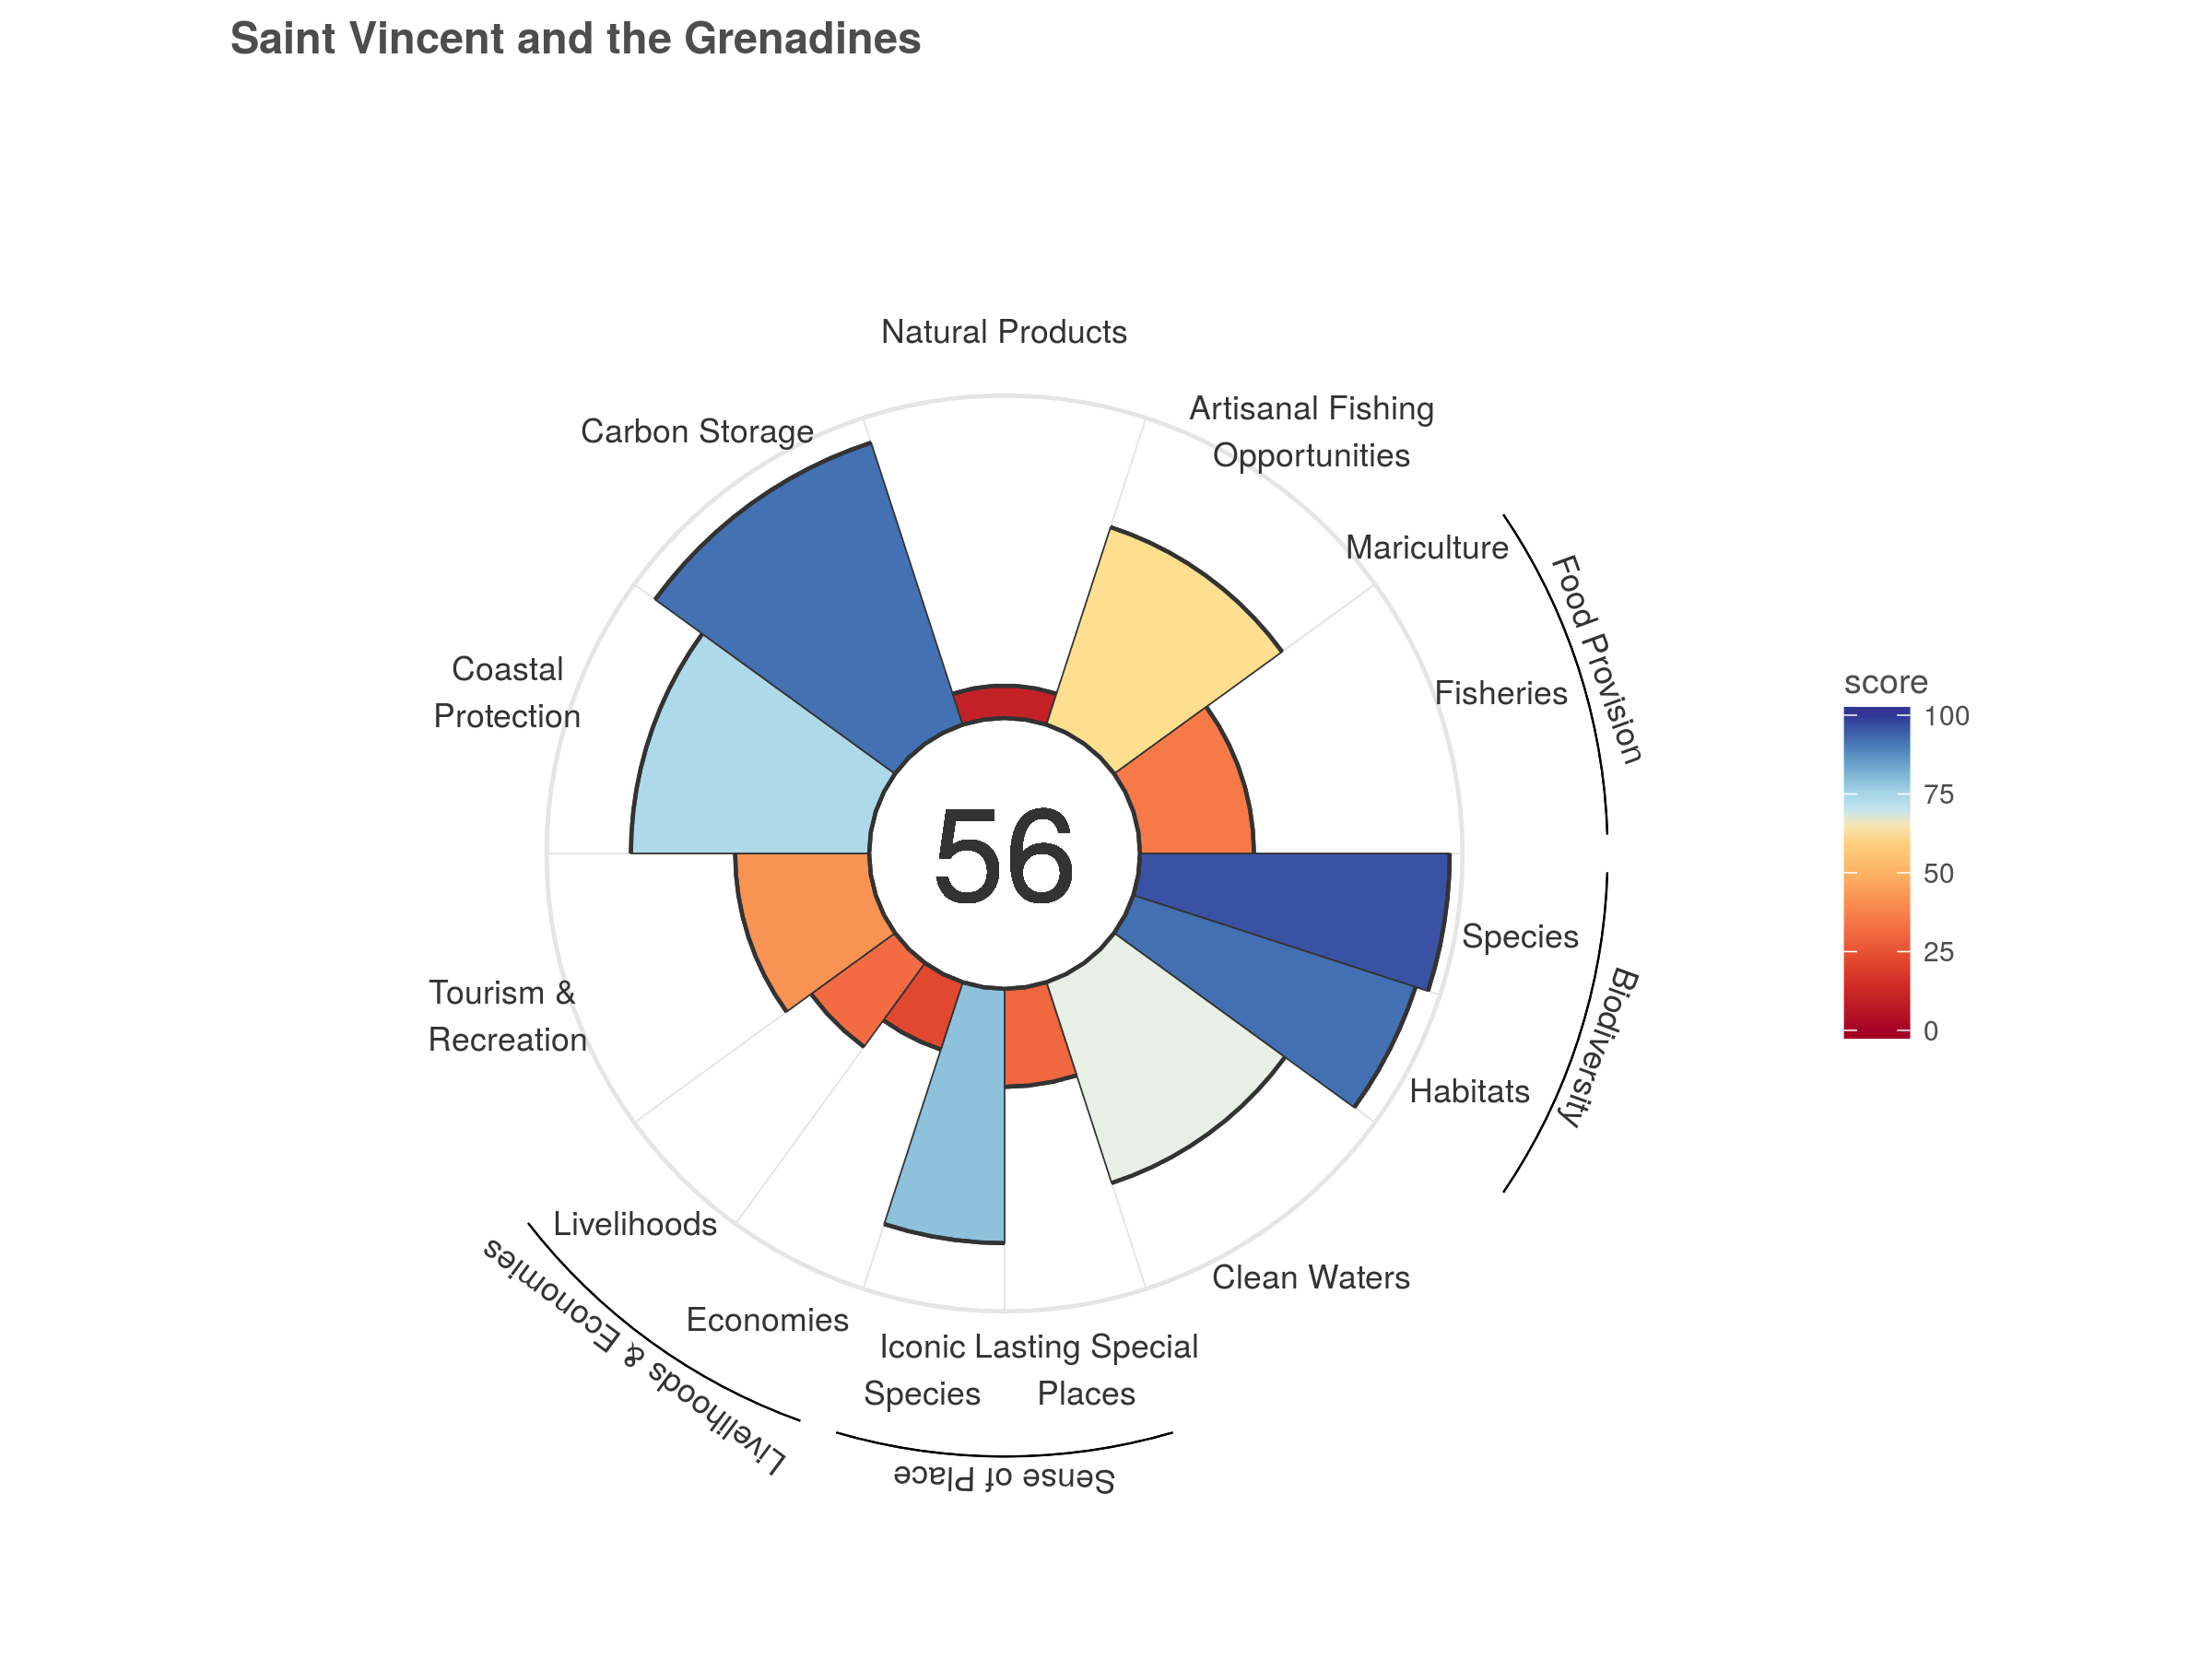 Saint Vincent and the Grenadines
Natural Products
Artisanal Fishing
Opportunities
Carbon Storage
Mariculture
Food Provision
Fisheries
Coastal
Protection
score
100
75
50
25
0
56
Species
Biodiversity
Habitats
Tourism &
Recreation
Livelihoods
Livelihoods & Economies
Clean Waters
Economies
Iconic
Species
Lasting Special
Places
Sense of Place